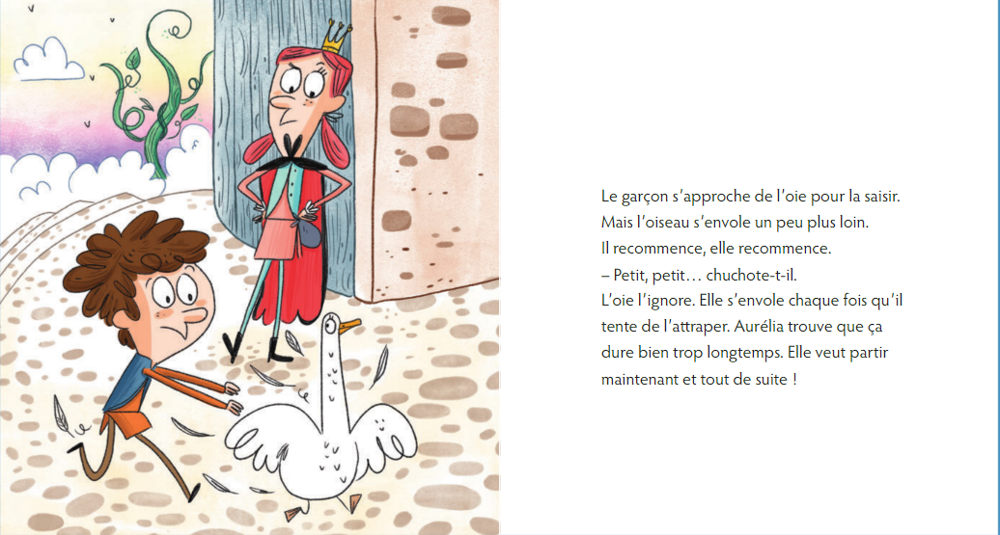 Le garçon s’approche de l’oie pour la saisir.
Mais l’oiseau s’envole un peu plus loin.
Il recommence, elle recommence.
– Petit, petit… chuchote-t-il.
L’oie l’ignore. Elle s’envole chaque fois qu’il
tente de l’attraper. Aurélia trouve que ça
dure bien trop longtemps. Elle veut partir
maintenant et tout de suite !